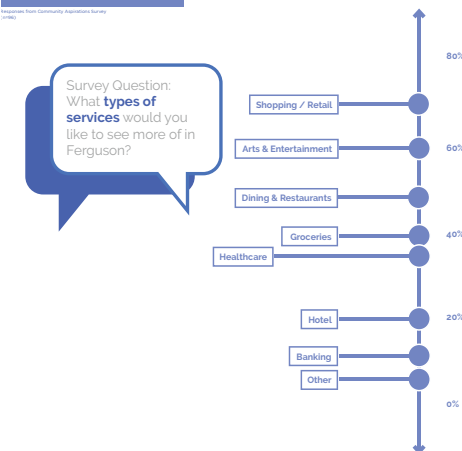 Responses from Community Aspirations Survey
Survey Question:
What types of
services would you
like to see more of in
Ferguson?
80%
Shopping / Retail
Arts & Entertainment
60%
Dining & Restaurants
40%
Groceries
Healthcare
20%
Hotel
Banking
Other
0%